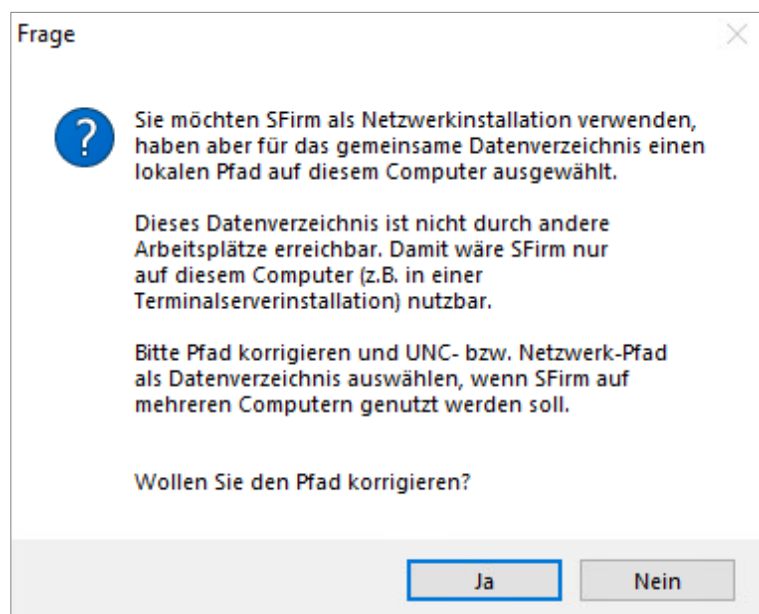 Frage
Sie möchten SFirm als Netzwerkinstallation verwenden,
haben aber für das gemeinsame Datenverzeichnis einen
lokalen Pfad auf diesem Computer ausgewählt.
Dieses Datenverzeichnis ist nicht durch andere
Arbeitsplätze erreichbar. Damit wäre SFirm nur
auf diesem Computer (z.B. in einer
Terminalserverinstallation) nutzbar.
Bitte Pfad korrigieren und UNC- bzw. Netzwerk-Pfad
als Datenverzeichnis auswählen, wenn SFirm auf
mehreren Computern genutzt werden soll.
Wollen Sie den Pfad korrigieren?
Ja
Nein